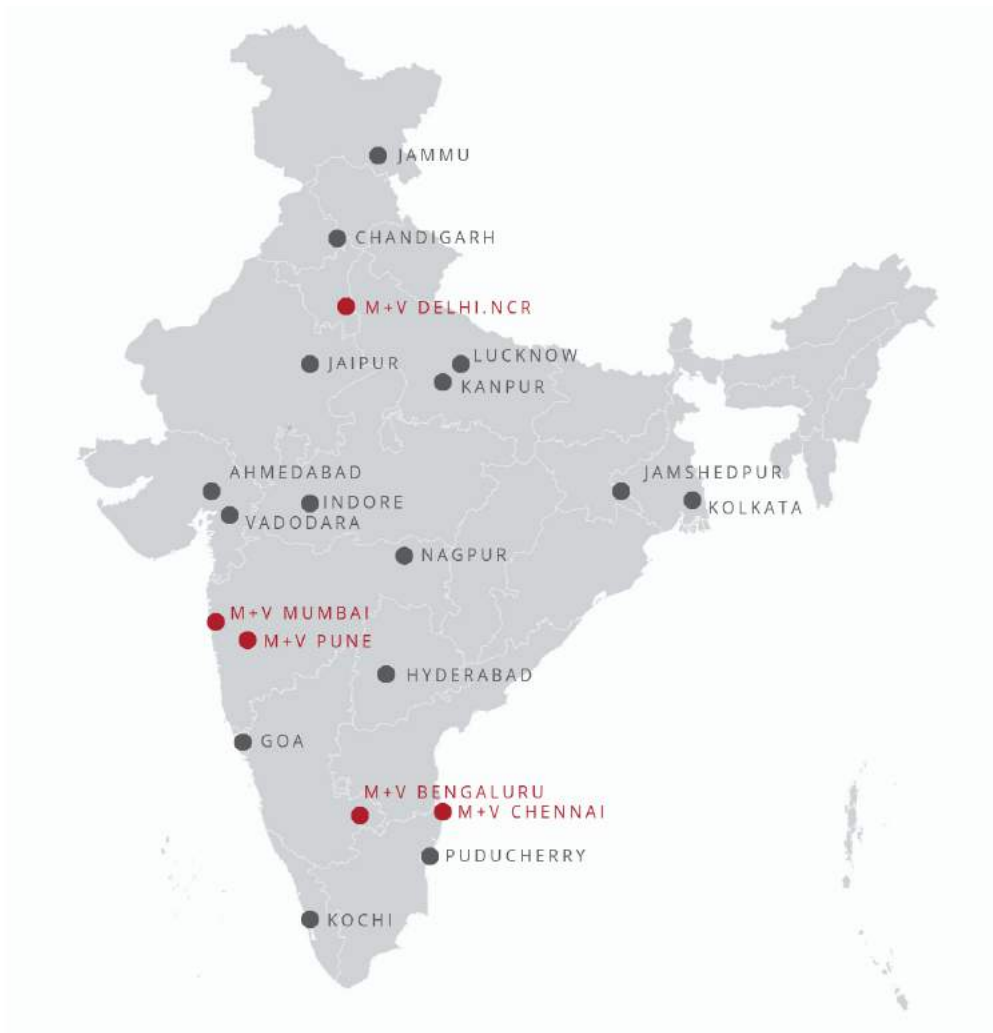 JAMMU
CHANDIGARH
M+V DELHI.NCR
LUCKNOW
JAIPUR
KANPUR
AHMEDABAD
JAMSHEDPUR
INDORE
KOLKATA
VADODARA
NAGPUR
M+V MUMBAI
M+V PUNE
HYDERABAD
GOA
M+V BENGALURU
M+V CHENNAI
PUDUCHERRY
KOCHI